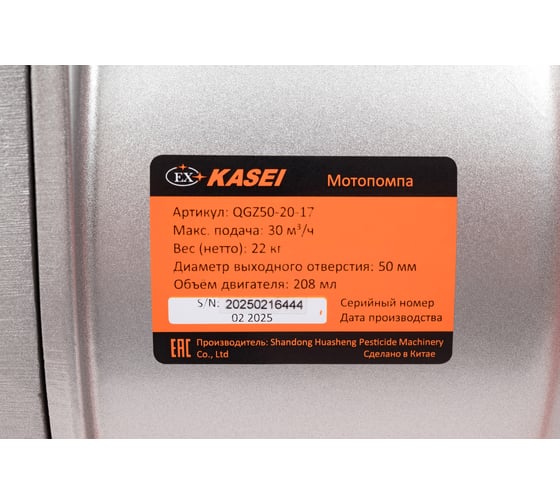 EX KASEI Мотопомпа
Артикул: QGZ50-20-17
Макс. подача: 30 м³/ч
Вес (нетто): 22 кг
Диаметр выходного отверстия: 50 мм
Объём двигателя: 208 мл
S/N: 20250216444 Серийный номер
02 2025 Дата производства
EAC Производитель: Shandong Huasheng Pesticide Machinery
Co., Ltd Сделано в Китае